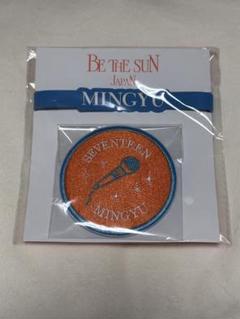 BE THE SUN
JAPAN
MINGYU
SEVENTEEN
MINGYU